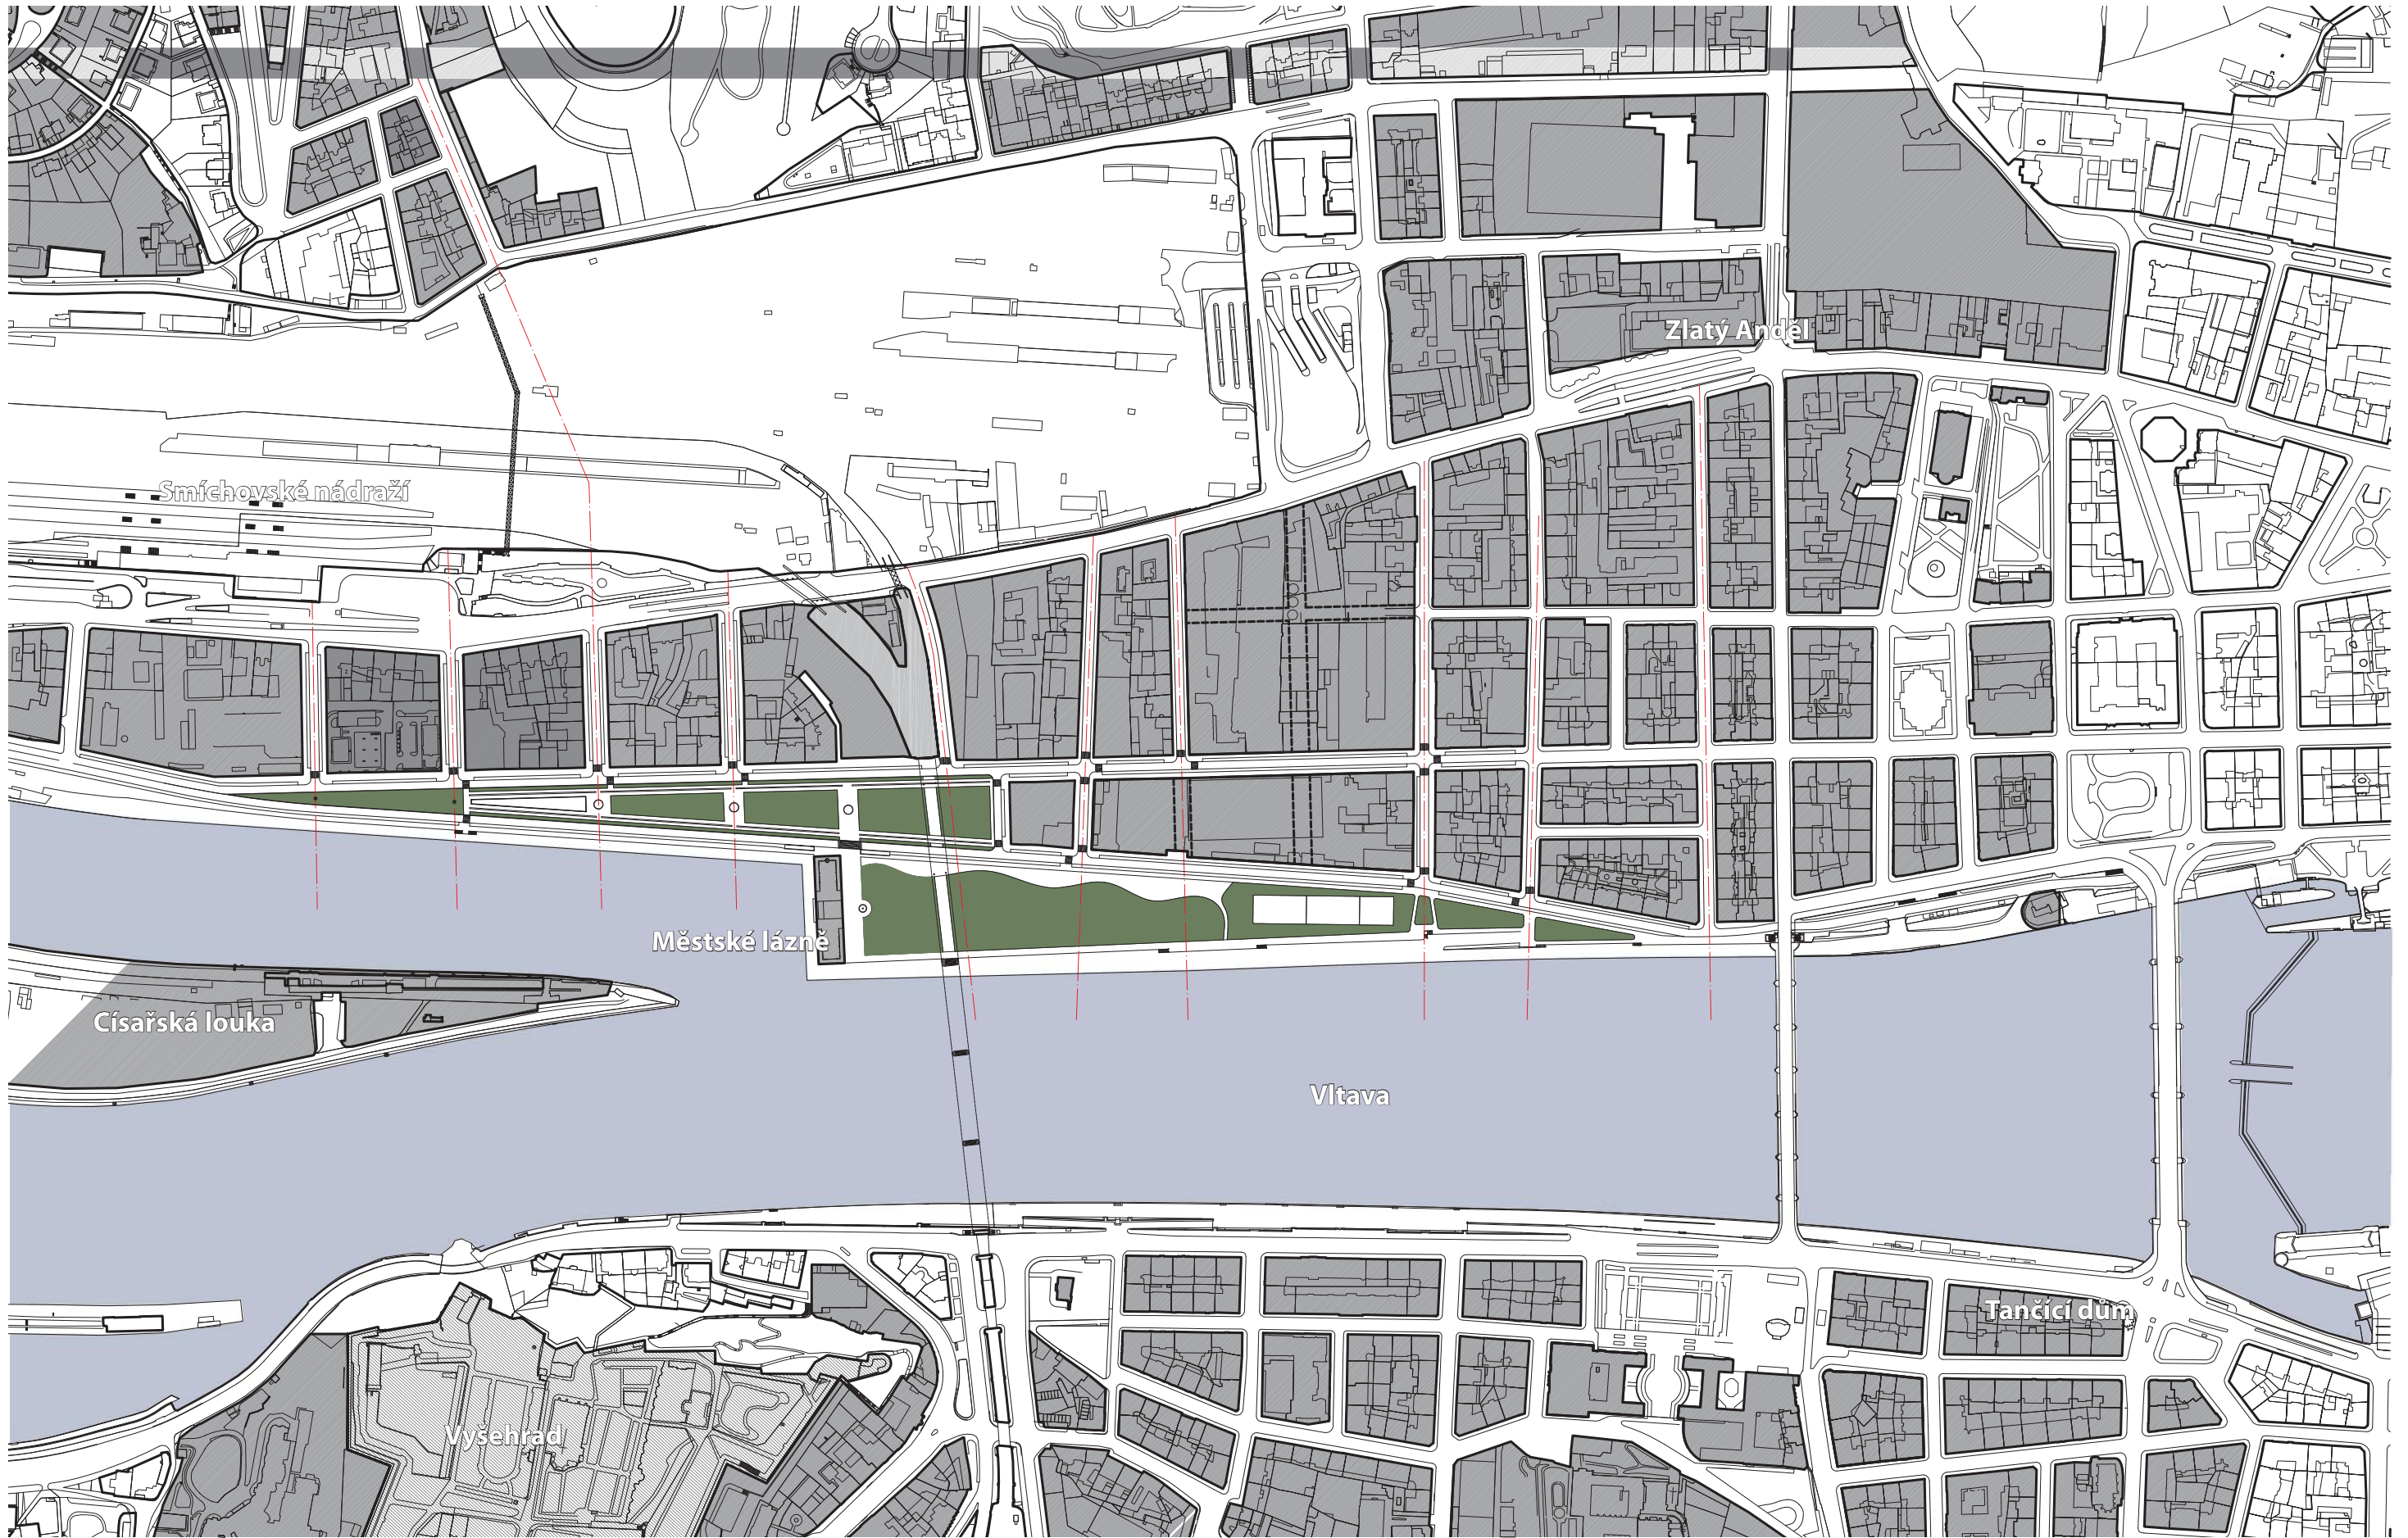 Zlatý Anděl
Smíchovské nádraží
Městské lázně
Císařská louka
Vltava
Tančící dům
Vyšehrad